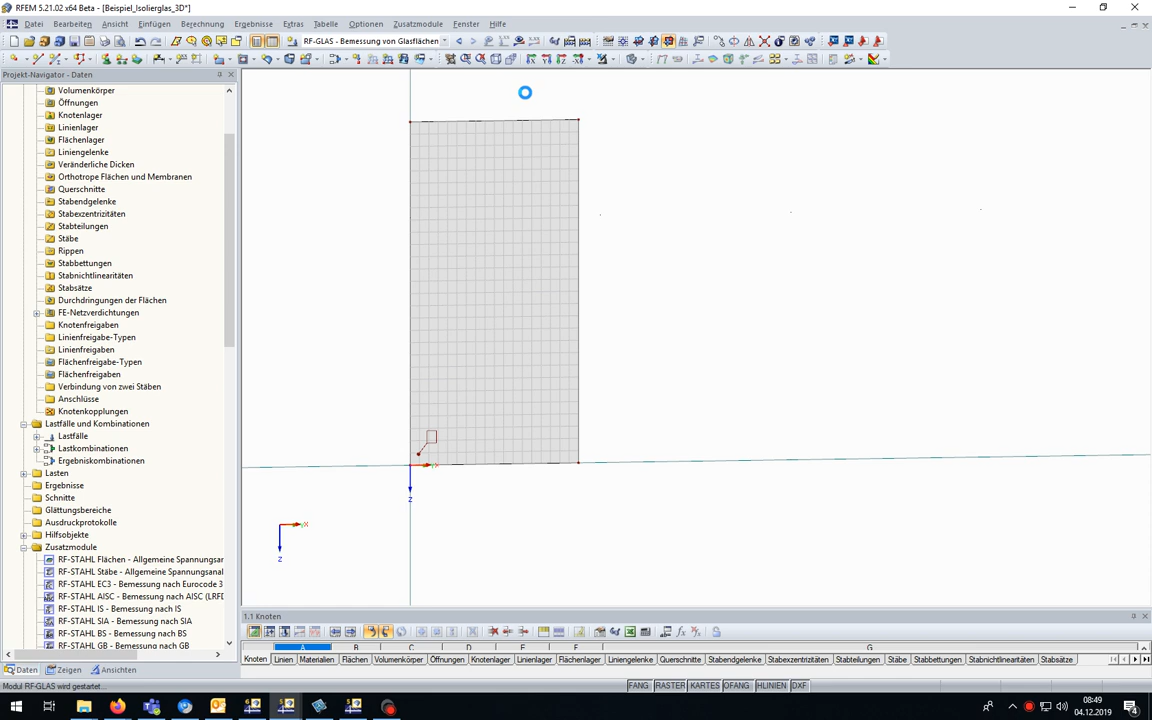 RFEM 5.21.02 x64 Beta - [Beispiel_Isolierglas_3D*]
Datei Bearbeiten Ansicht Einfügen Berechnung Ergebnisse Extras Tabelle Optionen Zusatzmodule Fenster Hilfe
RF-GLAS - Bemessung von Glasflächen
Projekt-Navigator - Daten
Volumenkörper
Öffnungen
Knotenlager
Linienlager
Flächenlager
Liniengelenke
Veränderliche Dicken
Orthotrope Flächen und Membranen
Querschnitte
Stabendgelenke
Stabexzentrizitäten
Stabteilungen
Stäbe
Rippen
Stabbettungen
Stabnichtlinearitäten
Stabsätze
Durchdringungen der Flächen
FE-Netzverdichtungen
Knotenfreigaben
Linienfreigabe-Typen
Linienfreigaben
Flächenfreigabe-Typen
Flächenfreigaben
Verbindung von zwei Stäben
Anschlüsse
Knotenkopplungen
Lastfälle und Kombinationen
Lastfälle
Lastkombinationen
Ergebniskombinationen
Lasten
Ergebnisse
Schnitte
Glättungsbereiche
Ausdruckprotokolle
Hilfsobjekte
Zusatzmodule
RF-STAHL Flächen - Allgemeine Spannungsar
RF-STAHL Stäbe - Allgemeine Spannungsanal
RF-STAHL EC3 - Bemessung nach Eurocode 3
RF-STAHL AISC - Bemessung nach AISC (LRFD
RF-STAHL IS - Bemessung nach IS
RF-STAHL SIA - Bemessung nach SIA
RF-STAHL BS - Bemessung nach BS
RF-STAHL GB - Bemessung nach GB
Daten Zeigen Ansichten
Z
X
Z
1.1 Knoten
A B C D E F G
Knoten Linien Materialien Flächen Volumenkörper Öffnungen Knotenlager Linienlager Flächenlager Liniengelenke Querschnitte Stabendgelenke Stabexzentrizitäten Stabteilungen Stäbe Stabbettungen Stabnichtlinearitäten Stabsätze
Modul RF-GLAS wird gestartet...
FANG RASTER KARTES OFANG HLINIEN DXF
08:49
04.12.2019
4